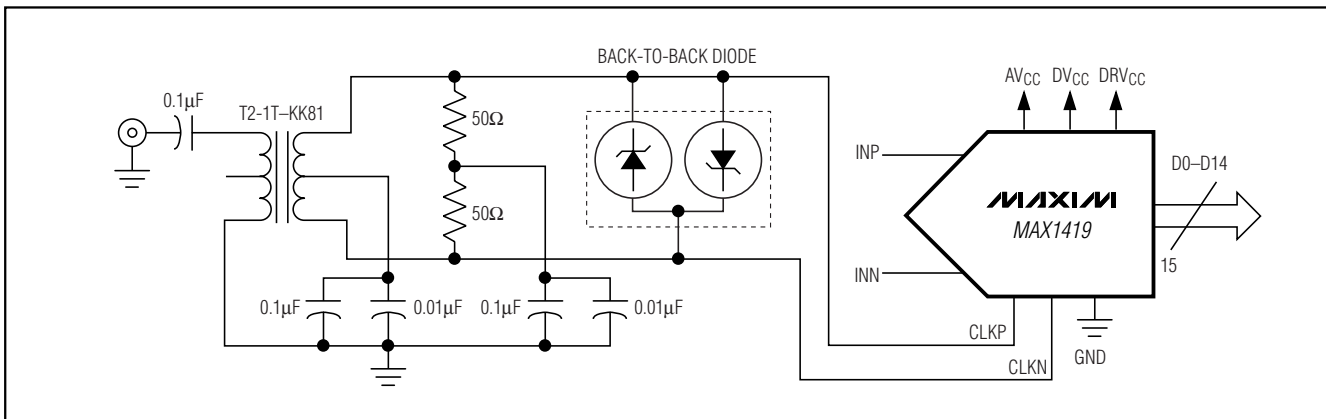 BACK-TO-BACK DIODE
AVCC DVCC DRVCC
0.1µF
T2-1T–KK81
50Ω
50Ω
INP
INN
D0–D14
MAXIM
MAX1419
15
0.1µF
0.01µF
0.1µF
0.01µF
CLKP
CLKN
GND